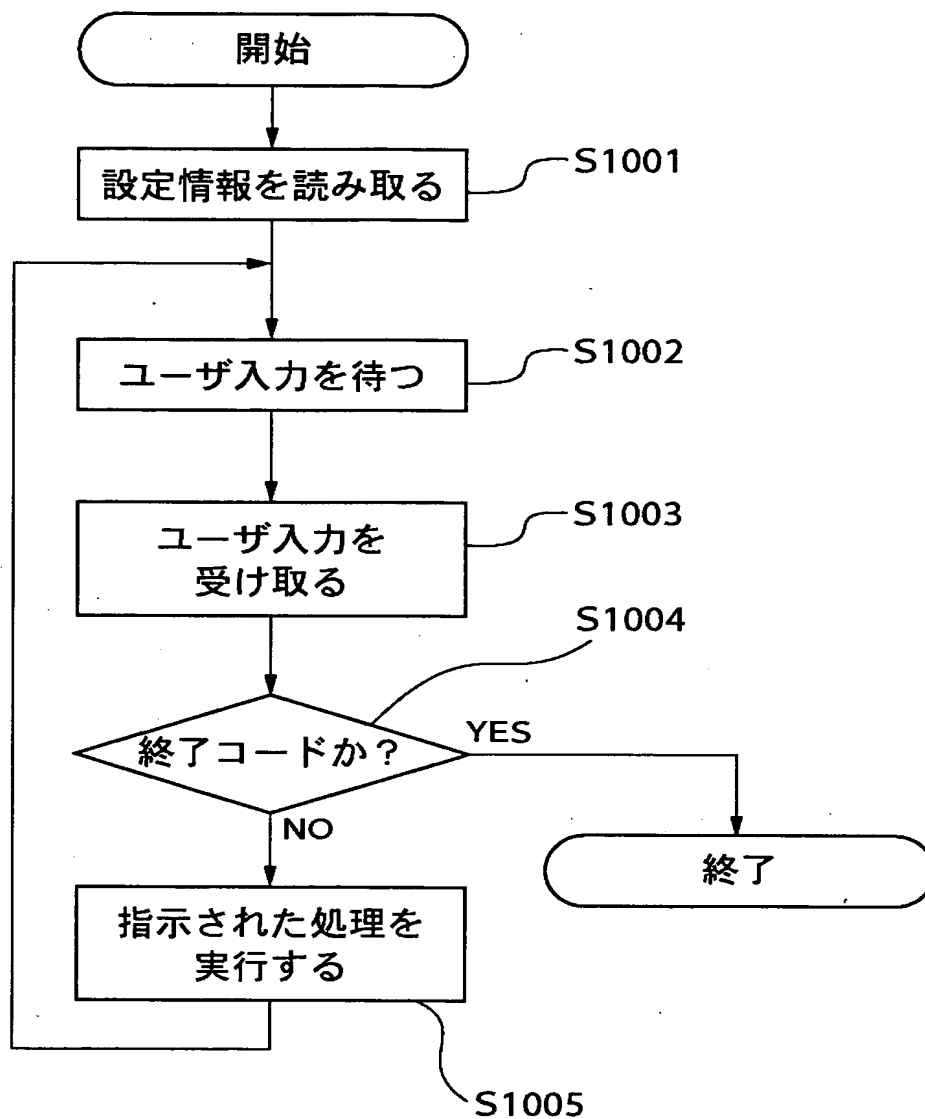 開始
設定情報を読み取る
S1001
ユーザ入力を待つ
S1002
ユーザ入力を
受け取る
S1003
S1004
終了コードか？
YES
NO
終了
指示された処理を
実行する
S1005